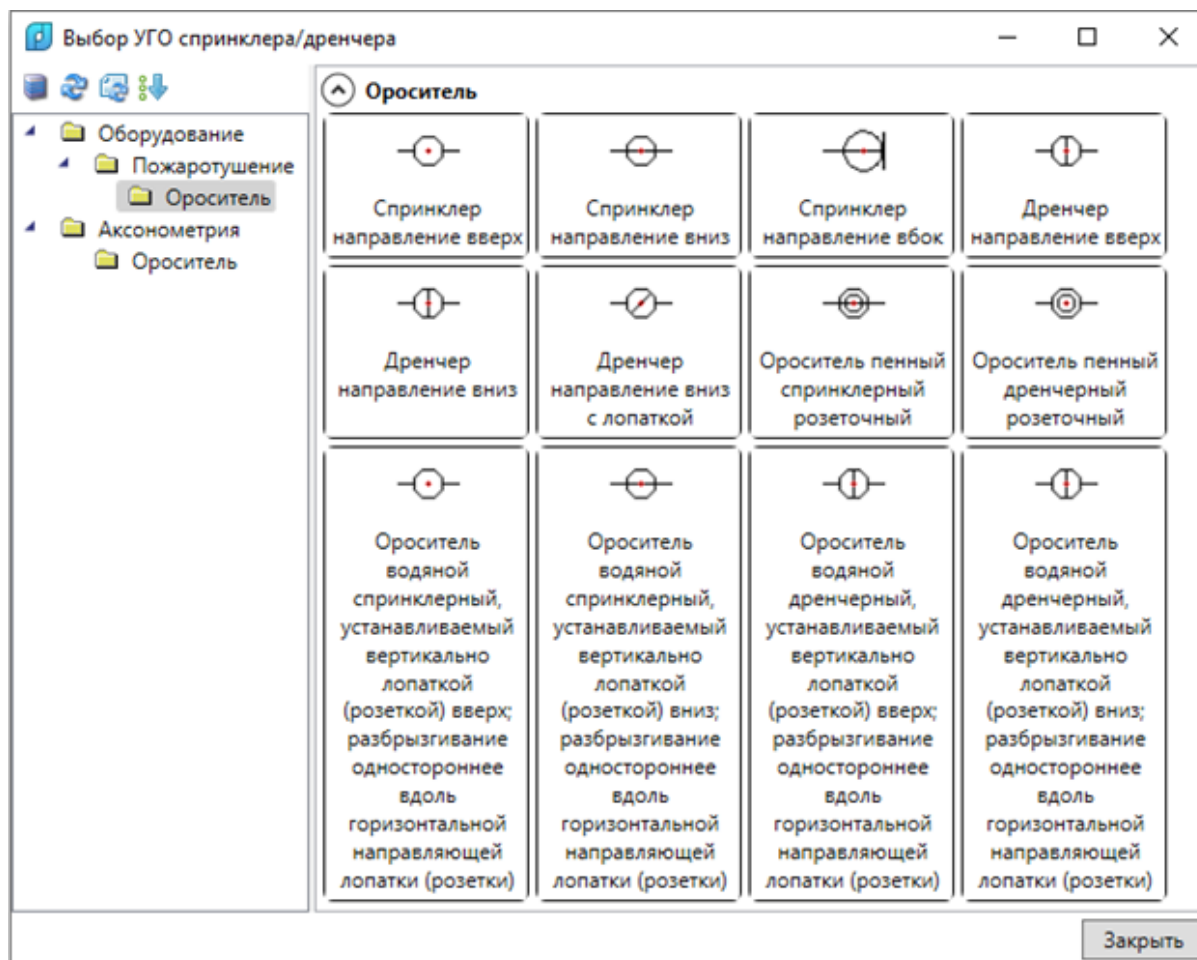 Выбор УГО спринклера/дренчера
Оборудование
Пожаротушение
Ороситель
Аксонометрия
Ороситель
Ороситель
Спринклер
направление вверх
Спринклер
направление вниз
Спринклер
направление вбок
Дренчер
направление вверх
Дренчер
направление вниз
Дренчер
направление вниз
с лопаткой
Ороситель пенный
спринклерный
розеточный
Ороситель пенный
дренчерный
розеточный
Ороситель
водяной
спринклерный,
устанавливаемый
вертикально
лопаткой
(розеткой) вверх;
разбрызгивание
одностороннее
вдоль
горизонтальной
направляющей
лопатки (розетки)
Ороситель
водяной
спринклерный,
устанавливаемый
вертикально
лопаткой
(розеткой) вниз;
разбрызгивание
одностороннее
вдоль
горизонтальной
направляющей
лопатки (розетки)
Ороситель
водяной
дренчерный,
устанавливаемый
вертикально
лопаткой
(розеткой) вверх;
разбрызгивание
одностороннее
вдоль
горизонтальной
направляющей
лопатки (розетки)
Ороситель
водяной
дренчерный,
устанавливаемый
вертикально
лопаткой
(розеткой) вниз;
разбрызгивание
одностороннее
вдоль
горизонтальной
направляющей
лопатки (розетки)
Закрыть